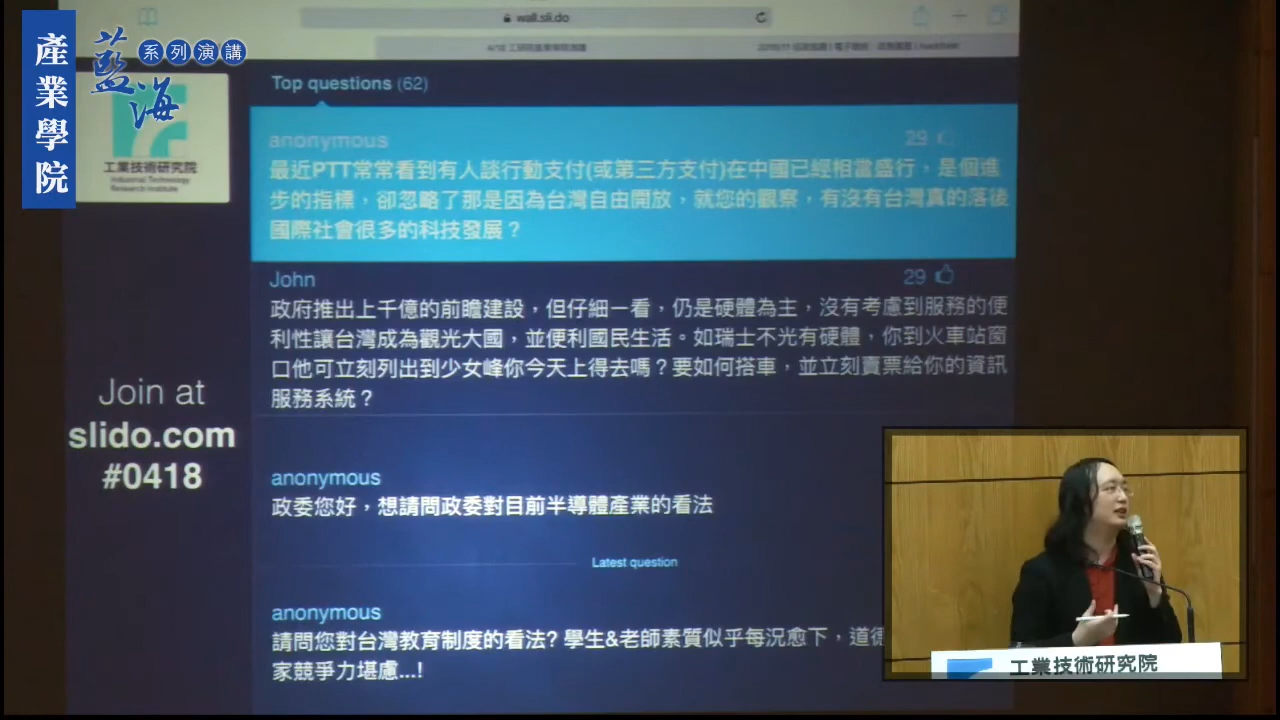 產業學院
藍海
系列演講
工業技術研究院
Industrial Technology
Research Institute
wall.sli.do
Top questions (62)
anonymous
29
最近PTT常常看到有人談行動支付(或第三方支付)在中國已經相當盛行，是個進
步的指標，卻忽略了那是因為台灣自由開放，就您的觀察，有沒有台灣真的落後
國際社會很多的科技發展？
John
29
政府推出上千億的前瞻建設，但仔細一看，仍是硬體為主，沒有考慮到服務的便
利性讓台灣成為觀光大國，並便利國民生活。如瑞士不光有硬體，你到火車站窗
口他可立刻列出到少女峰你今天上得去嗎？要如何搭車，並立刻賣票給你的資訊
服務系統？
Join at
slido.com
#0418
anonymous
政委您好，想請問政委對目前半導體產業的看法
Latest question
anonymous
請問您對台灣教育制度的看法? 學生&老師素質似乎每況愈下，道德
家競爭力堪慮...!
工業技術研究院